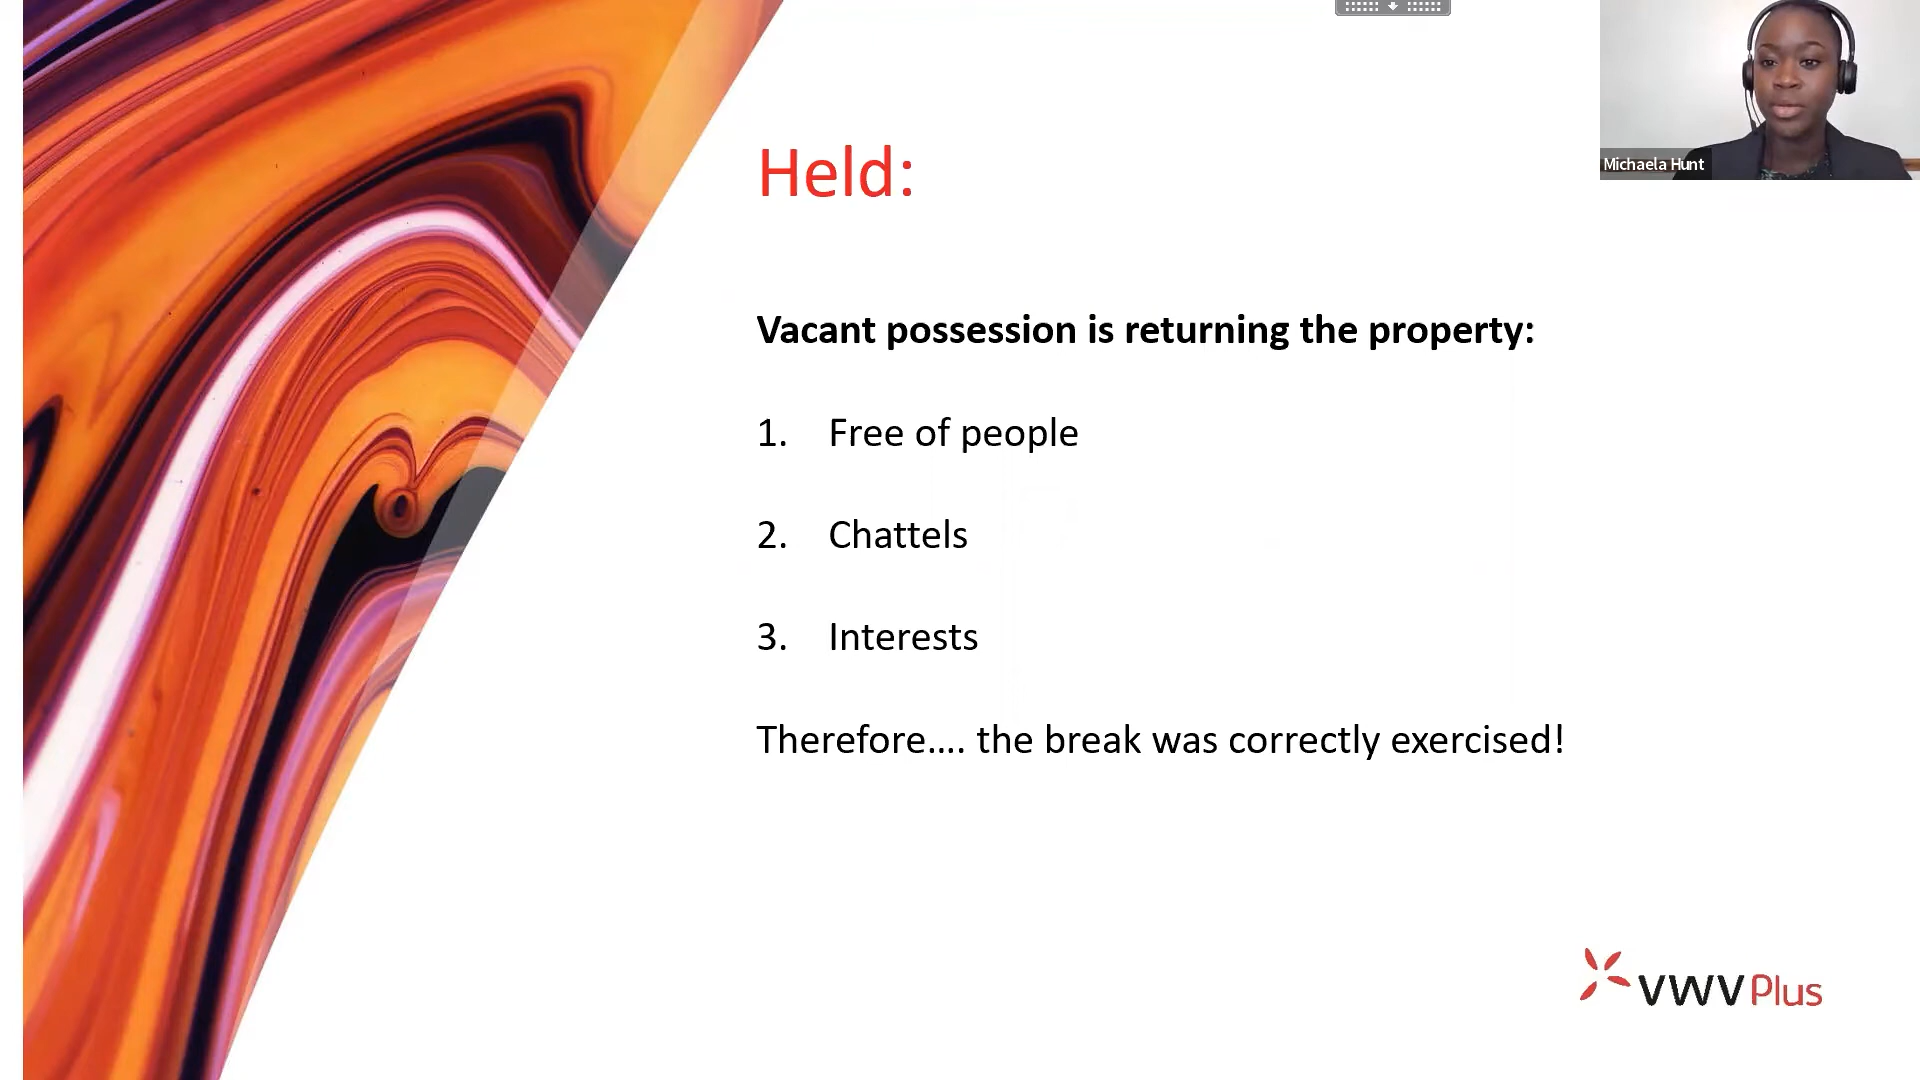 Michaela Hunt
Held:
Vacant possession is returning the property:
1. Free of people
2. Chattels
3. Interests
Therefore.... the break was correctly exercised!
VWV Plus